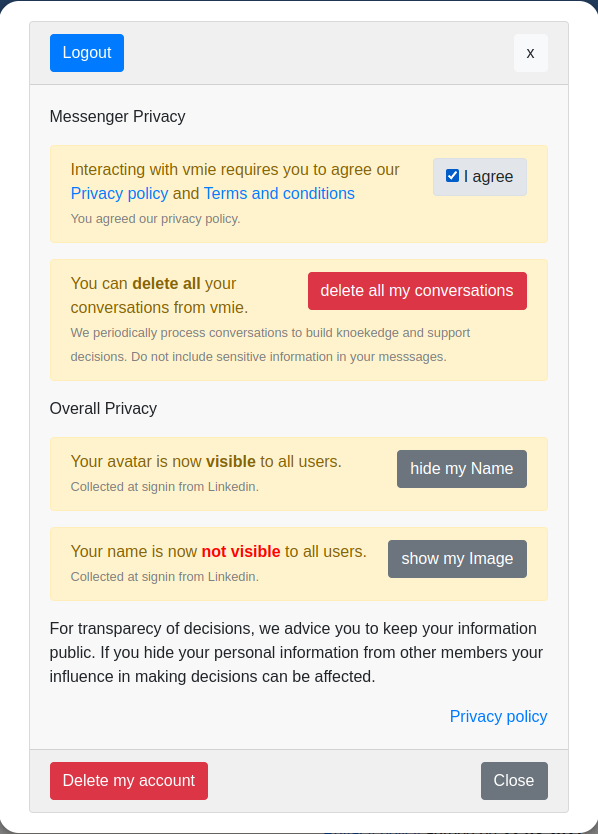 Logout
x
Messenger Privacy
Interacting with vmie requires you to agree our
Privacy policy and Terms and conditions
I agree
You agreed our privacy policy.
You can delete all your
conversations from vmie.
delete all my conversations
We periodically process conversations to build knoekedge and support
decisions. Do not include sensitive information in your messsages.
Overall Privacy
Your avatar is now visible to all users.
hide my Name
Collected at signin from Linkedin.
Your name is now not visible to all users.
show my Image
Collected at signin from Linkedin.
For transparecy of decisions, we advice you to keep your information
public. If you hide your personal information from other members your
influence in making decisions can be affected.
Privacy policy
Delete my account
Close